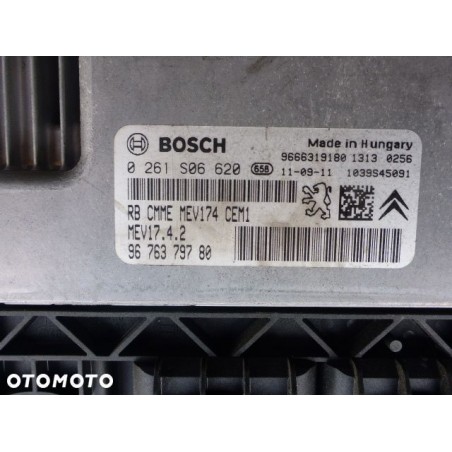 BOSCH
Made in Hungary
9666319180 1313 0256
0 261 S06 620 658 11-09-11 1039S45091
RB CMME MEV174 CEM1
MEV17.4.2
96 763 797 80
OTOMOTO
OTOMOTO